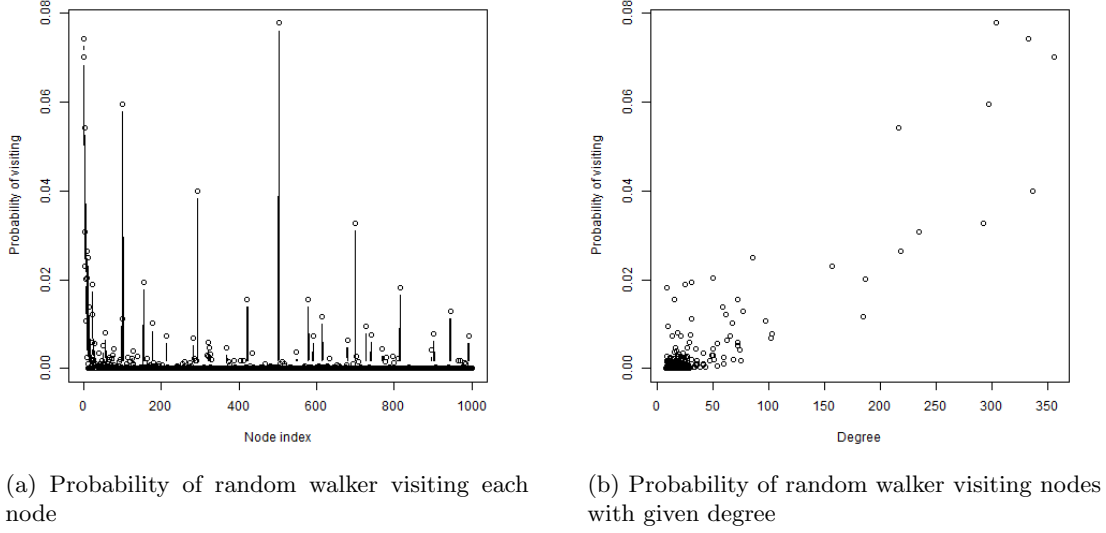 0.08
0.06
0.04
0.02
0.00
Probability of visiting
0 200 400 600 800 1000
Node index
0.08
0.06
0.04
0.02
0.00
Probability of visiting
0 50 100 150 200 250 300 350
Degree
(a) Probability of random walker visiting each
node
(b) Probability of random walker visiting nodes
with given degree